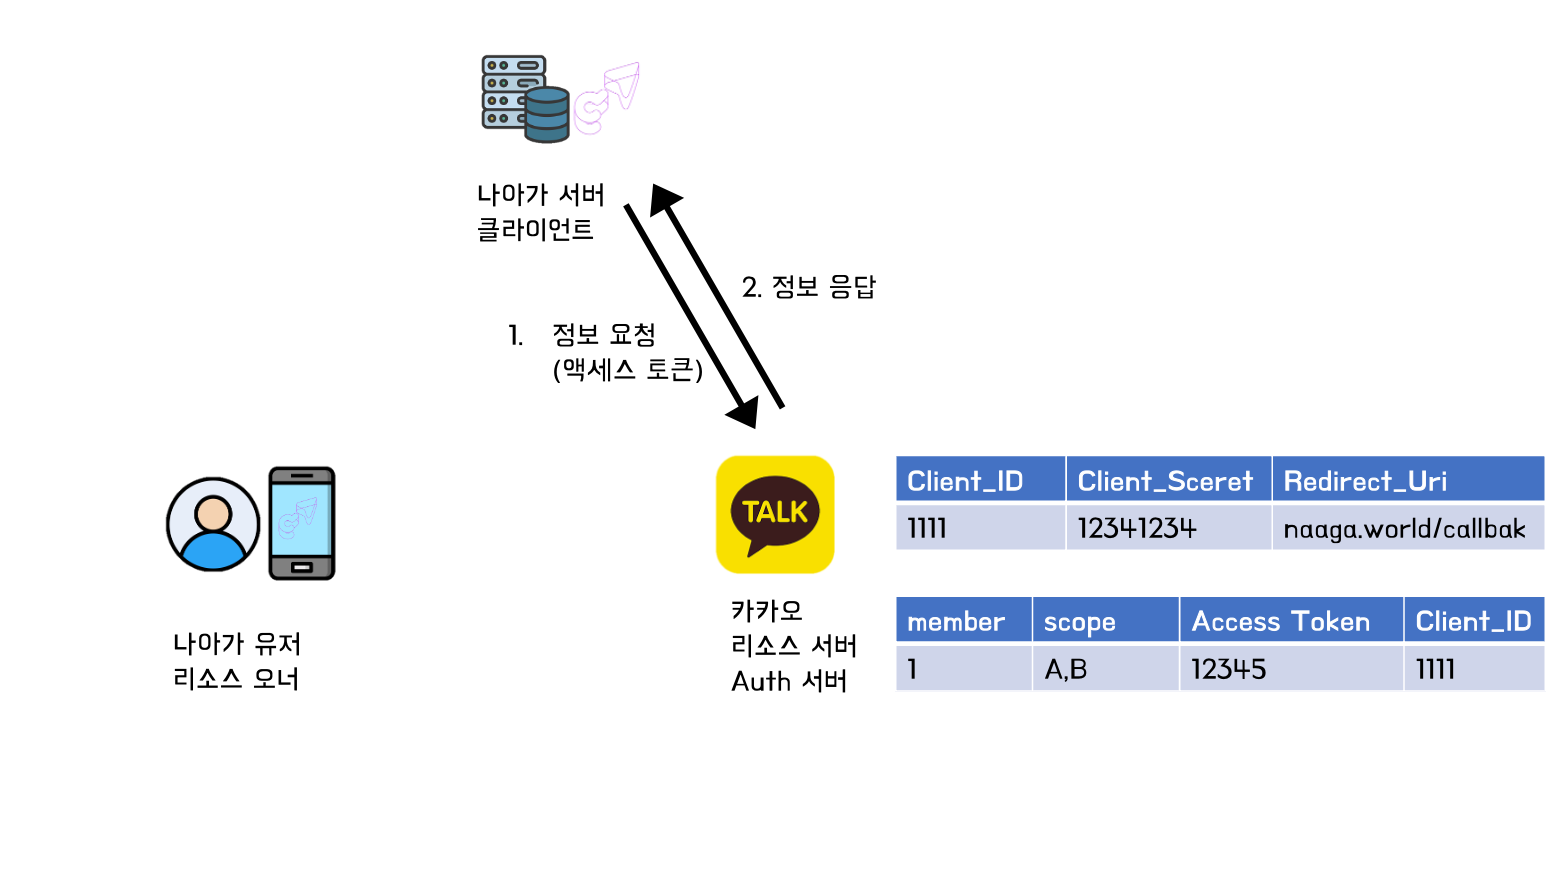 나아가 서버
클라이언트
2. 정보 응답
1. 정보 요청
(액세스 토큰)
TALK
Client_ID Client_Sceret Redirect_Uri
1111 12341234 naaga.world/callbak
카카오
리소스 서버
Auth 서버
member scope Access Token Client_ID
1 A,B 12345 1111
나아가 유저
리소스 오너